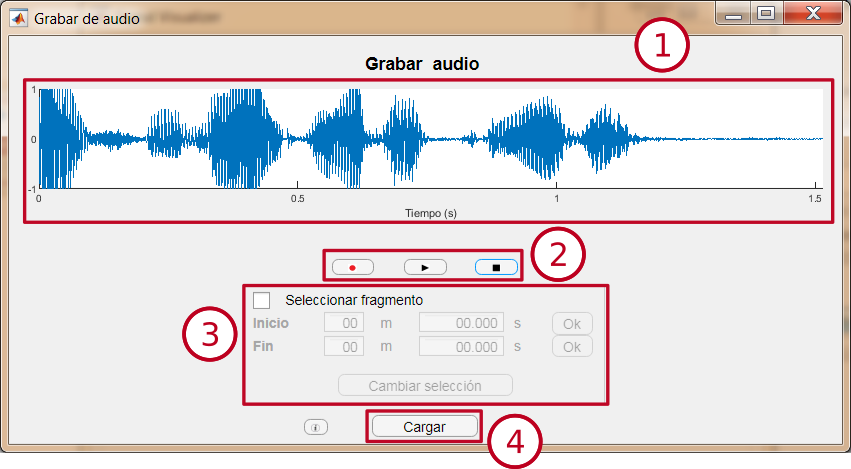 Visualizer
Grabar de audio
1
Grabar audio
1
0
-1
0 0.5 1 1.5
Tiempo (s)
2
3
Seleccionar fragmento
Inicio 00 m 00.000 s Ok
Fin 00 m 00.000 s Ok
Cambiar selección
i
Cargar
4